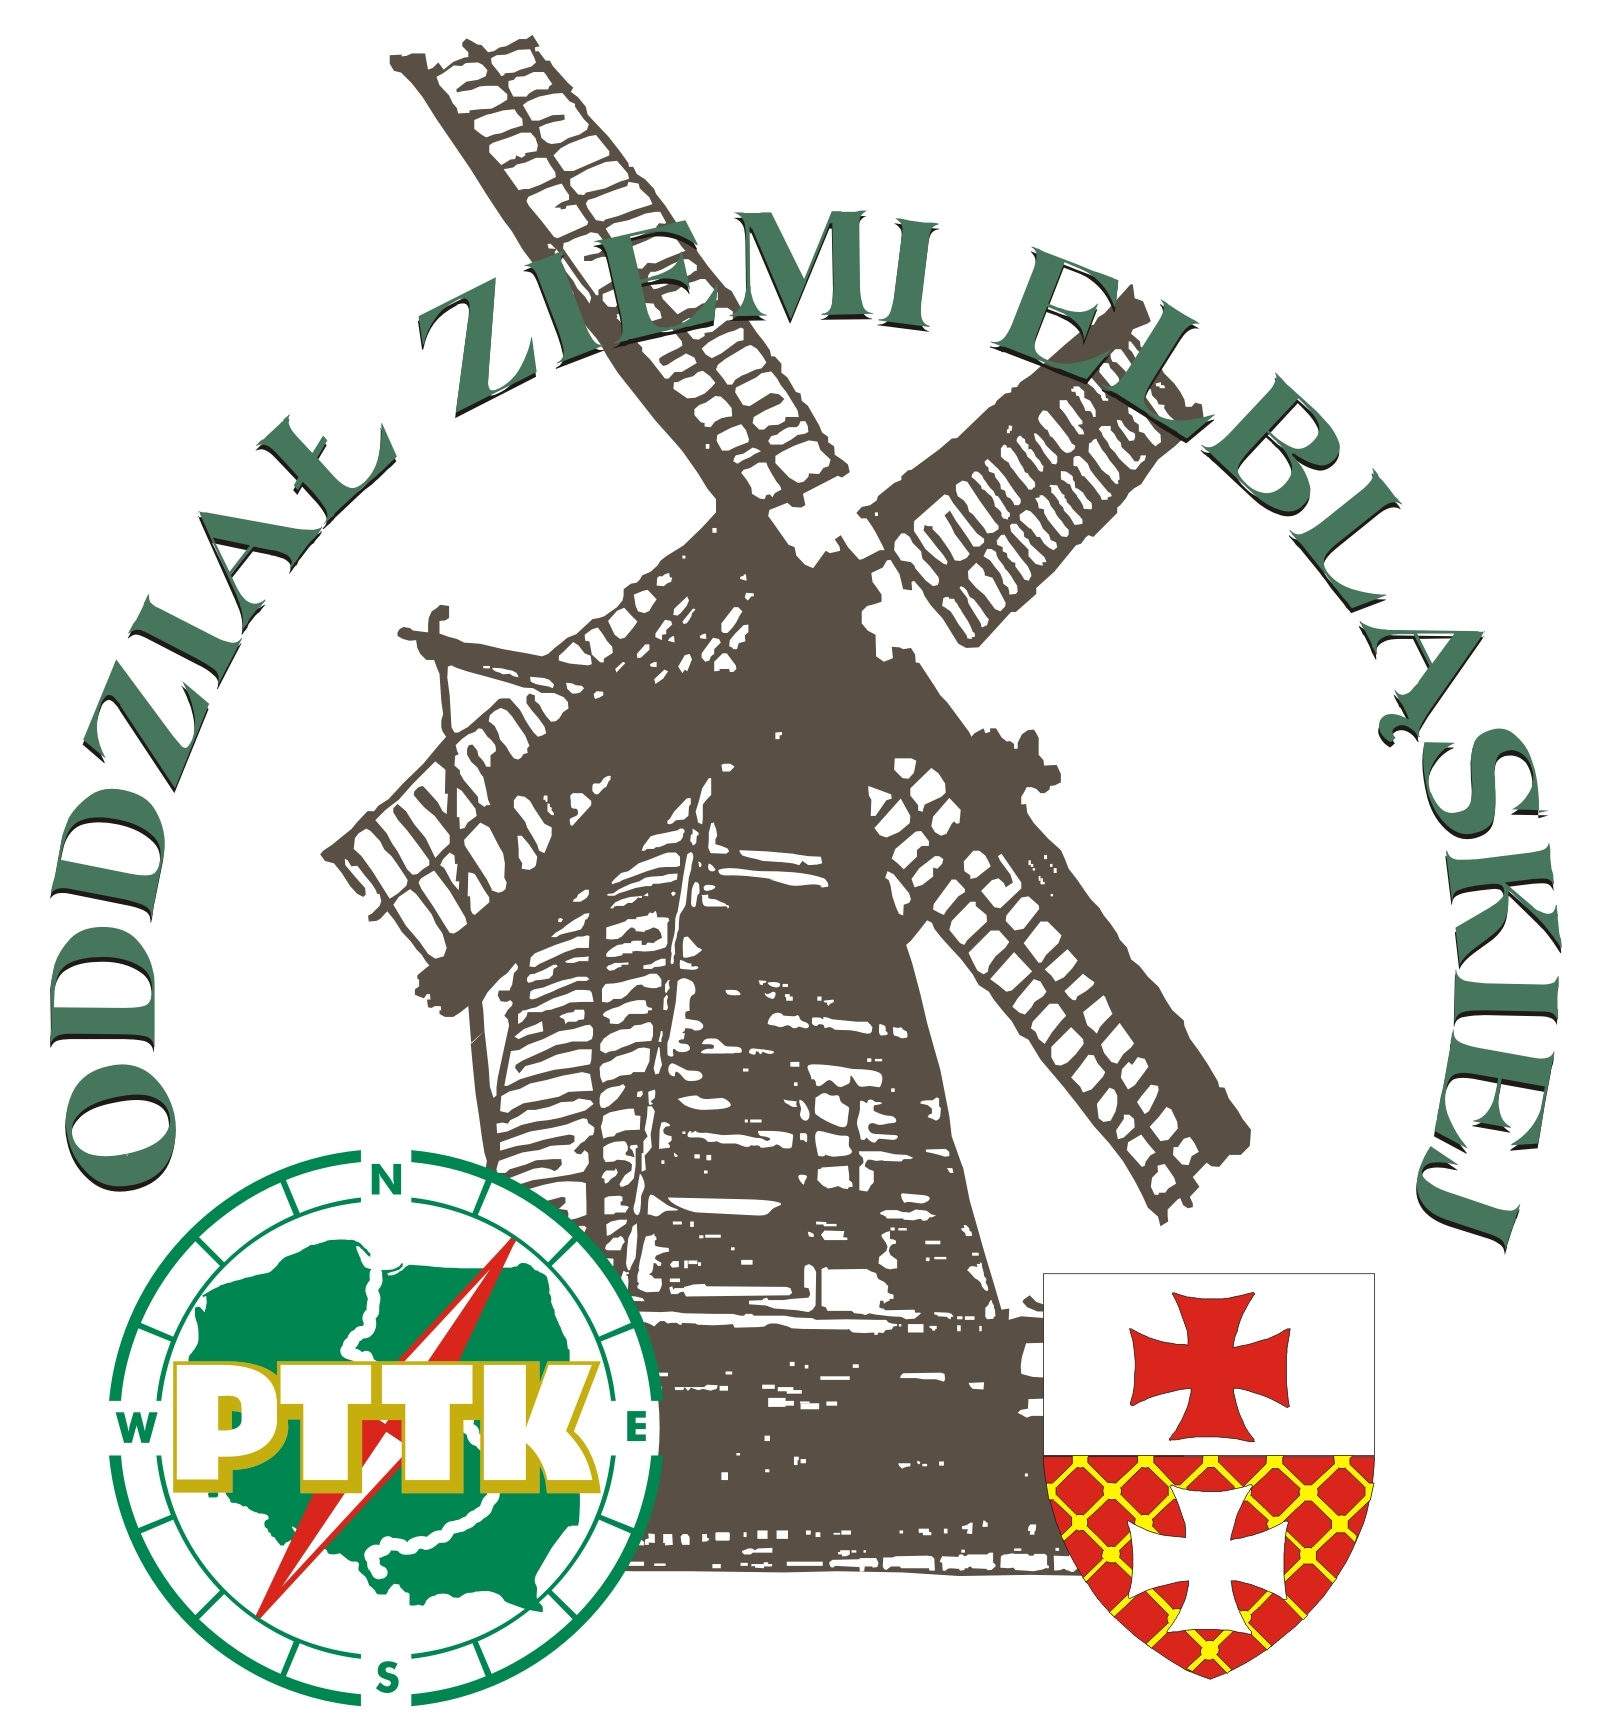 ODDZIAŁ ZIEMI ELBLĄSKIEJ
N
W PTTK E
S